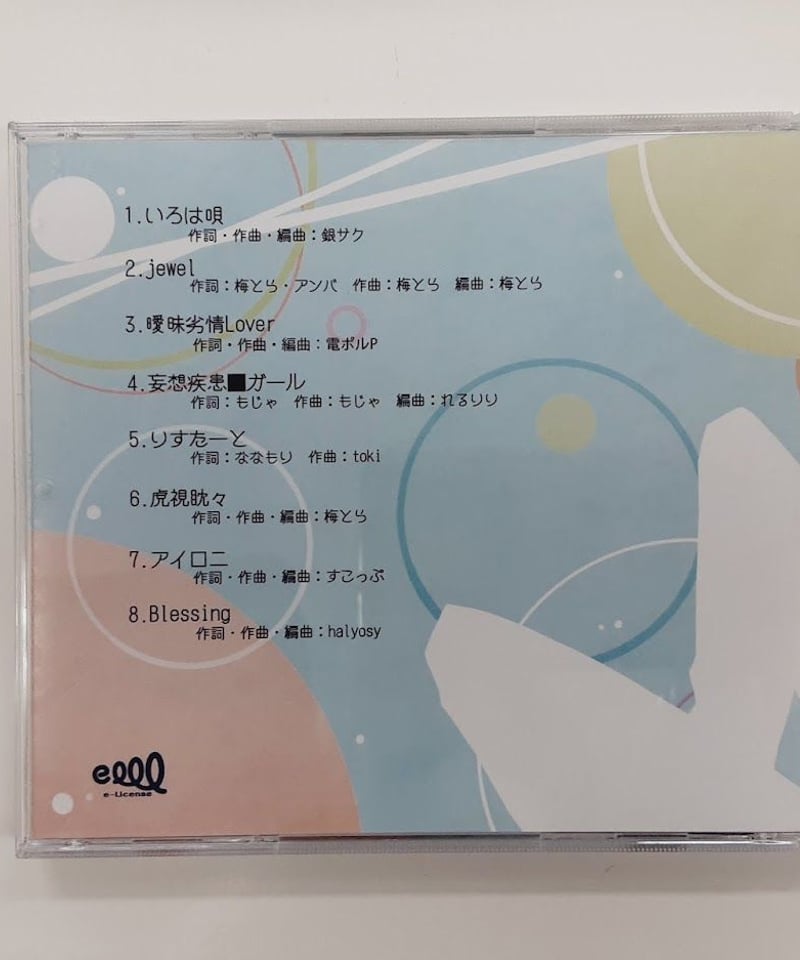 1.いろは唄
作詞・作曲・編曲：銀サク
2.jewel
作詞：梅とら・アンバ 作曲：梅とら 編曲：梅とら
3.曖昧劣情Lover
作詞・作曲・編曲：電ポルP
4.妄想疾患■ガール
作詞：もじゃ 作曲：もじゃ 編曲：れるりり
5.りすたーと
作詞：ななもり 作曲：toki
6.虎視眈々
作詞・作曲・編曲：梅とら
7.アイロニ
作詞・作曲・編曲：すこっぷ
8.Blessing
作詞・作曲・編曲：halyosy
elll
e-License